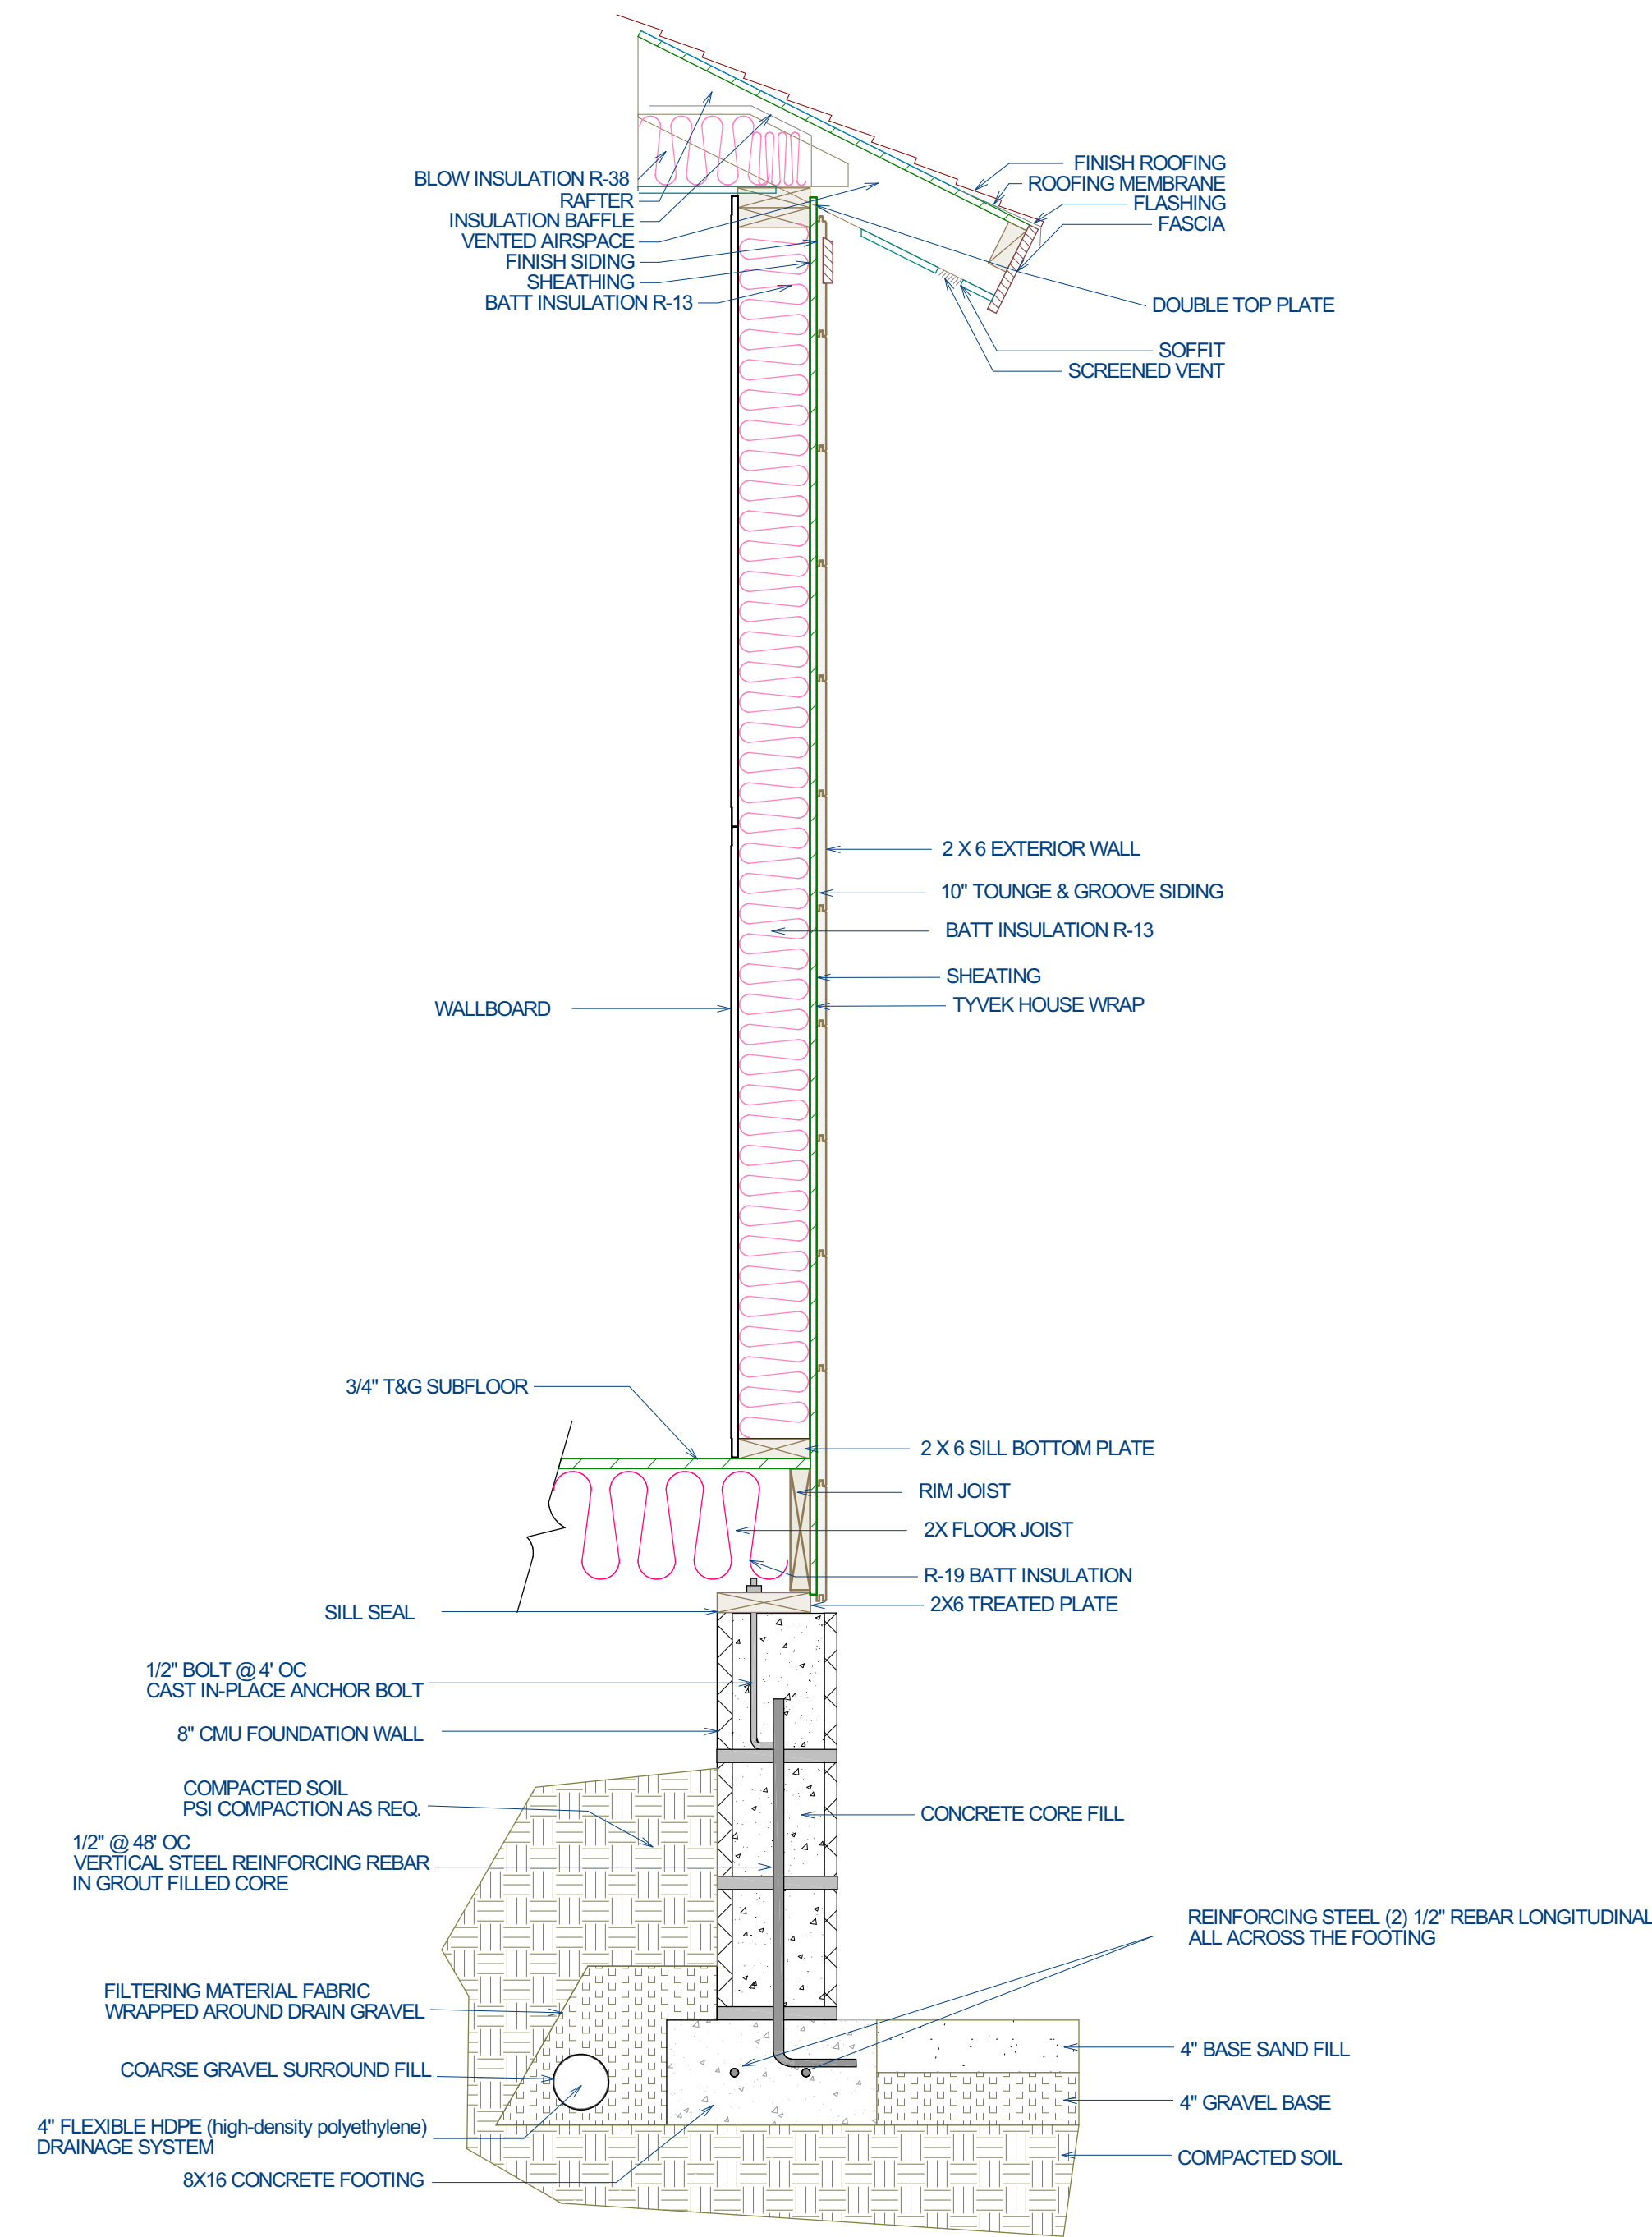 BLOW INSULATION R-38
RAFTER
INSULATION BAFFLE
VENTED AIRSPACE
FINISH SIDING
SHEATHING
BATT INSULATION R-13
FINISH ROOFING
ROOFING MEMBRANE
FLASHING
FASCIA
DOUBLE TOP PLATE
SOFFIT
SCREENED VENT
2 X 6 EXTERIOR WALL
10" TOUNGE & GROOVE SIDING
BATT INSULATION R-13
SHEATING
TYVEK HOUSE WRAP
WALLBOARD
3/4" T&G SUBFLOOR
2 X 6 SILL BOTTOM PLATE
RIM JOIST
2X FLOOR JOIST
R-19 BATT INSULATION
2X6 TREATED PLATE
SILL SEAL
1/2" BOLT @ 4' OC
CAST IN-PLACE ANCHOR BOLT
8" CMU FOUNDATION WALL
COMPACTED SOIL
PSI COMPACTION AS REQ.
CONCRETE CORE FILL
1/2" @ 48' OC
VERTICAL STEEL REINFORCING REBAR
IN GROUT FILLED CORE
REINFORCING STEEL (2) 1/2" REBAR LONGITUDINAL
ALL ACROSS THE FOOTING
FILTERING MATERIAL FABRIC
WRAPPED AROUND DRAIN GRAVEL
COARSE GRAVEL SURROUND FILL
4" FLEXIBLE HDPE (high-density polyethylene)
DRAINAGE SYSTEM
8X16 CONCRETE FOOTING
4" BASE SAND FILL
4" GRAVEL BASE
COMPACTED SOIL